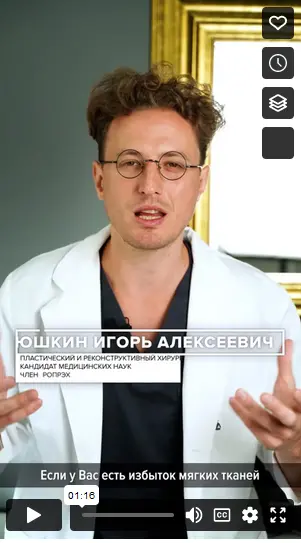 ЮШКИН ИГОРЬ АЛЕКСЕЕВИЧ
ПЛАСТИЧЕСКИЙ И РЕКОНСТРУКТИВНЫЙ ХИРУРГ
КАНДИДАТ МЕДИЦИНСКИХ НАУК
ЧЛЕН РОПРЭХ
Если у Вас есть избыток мягких тканей
01:16
CC